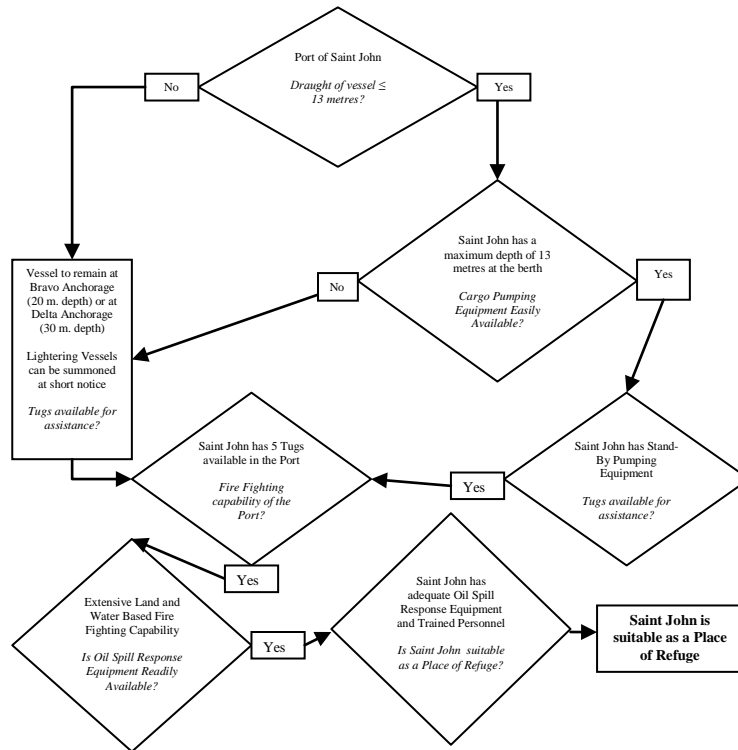 Port of Saint John
Draught of vessel ≤
13 metres?
No
Yes
Saint John has a
maximum depth of 13
metres at the berth
Cargo Pumping
Equipment Easily
Available?
No
Yes
Vessel to remain at
Bravo Anchorage
(20 m. depth) or at
Delta Anchorage
(30 m. depth)
Lightering Vessels
can be summoned
at short notice
Tugs available for
assistance?
Saint John has Stand-
By Pumping
Equipment
Tugs available for
assistance?
Yes
Saint John has 5 Tugs
available in the Port
Fire Fighting
capability of the
Port?
Yes
Extensive Land and
Water Based Fire
Fighting Capability
Is Oil Spill Response
Equipment Readily
Available?
Yes
Saint John has
adequate Oil Spill
Response Equipment
and Trained Personnel
Is Saint John suitable
as a Place of Refuge?
Saint John is
suitable as a Place
of Refuge